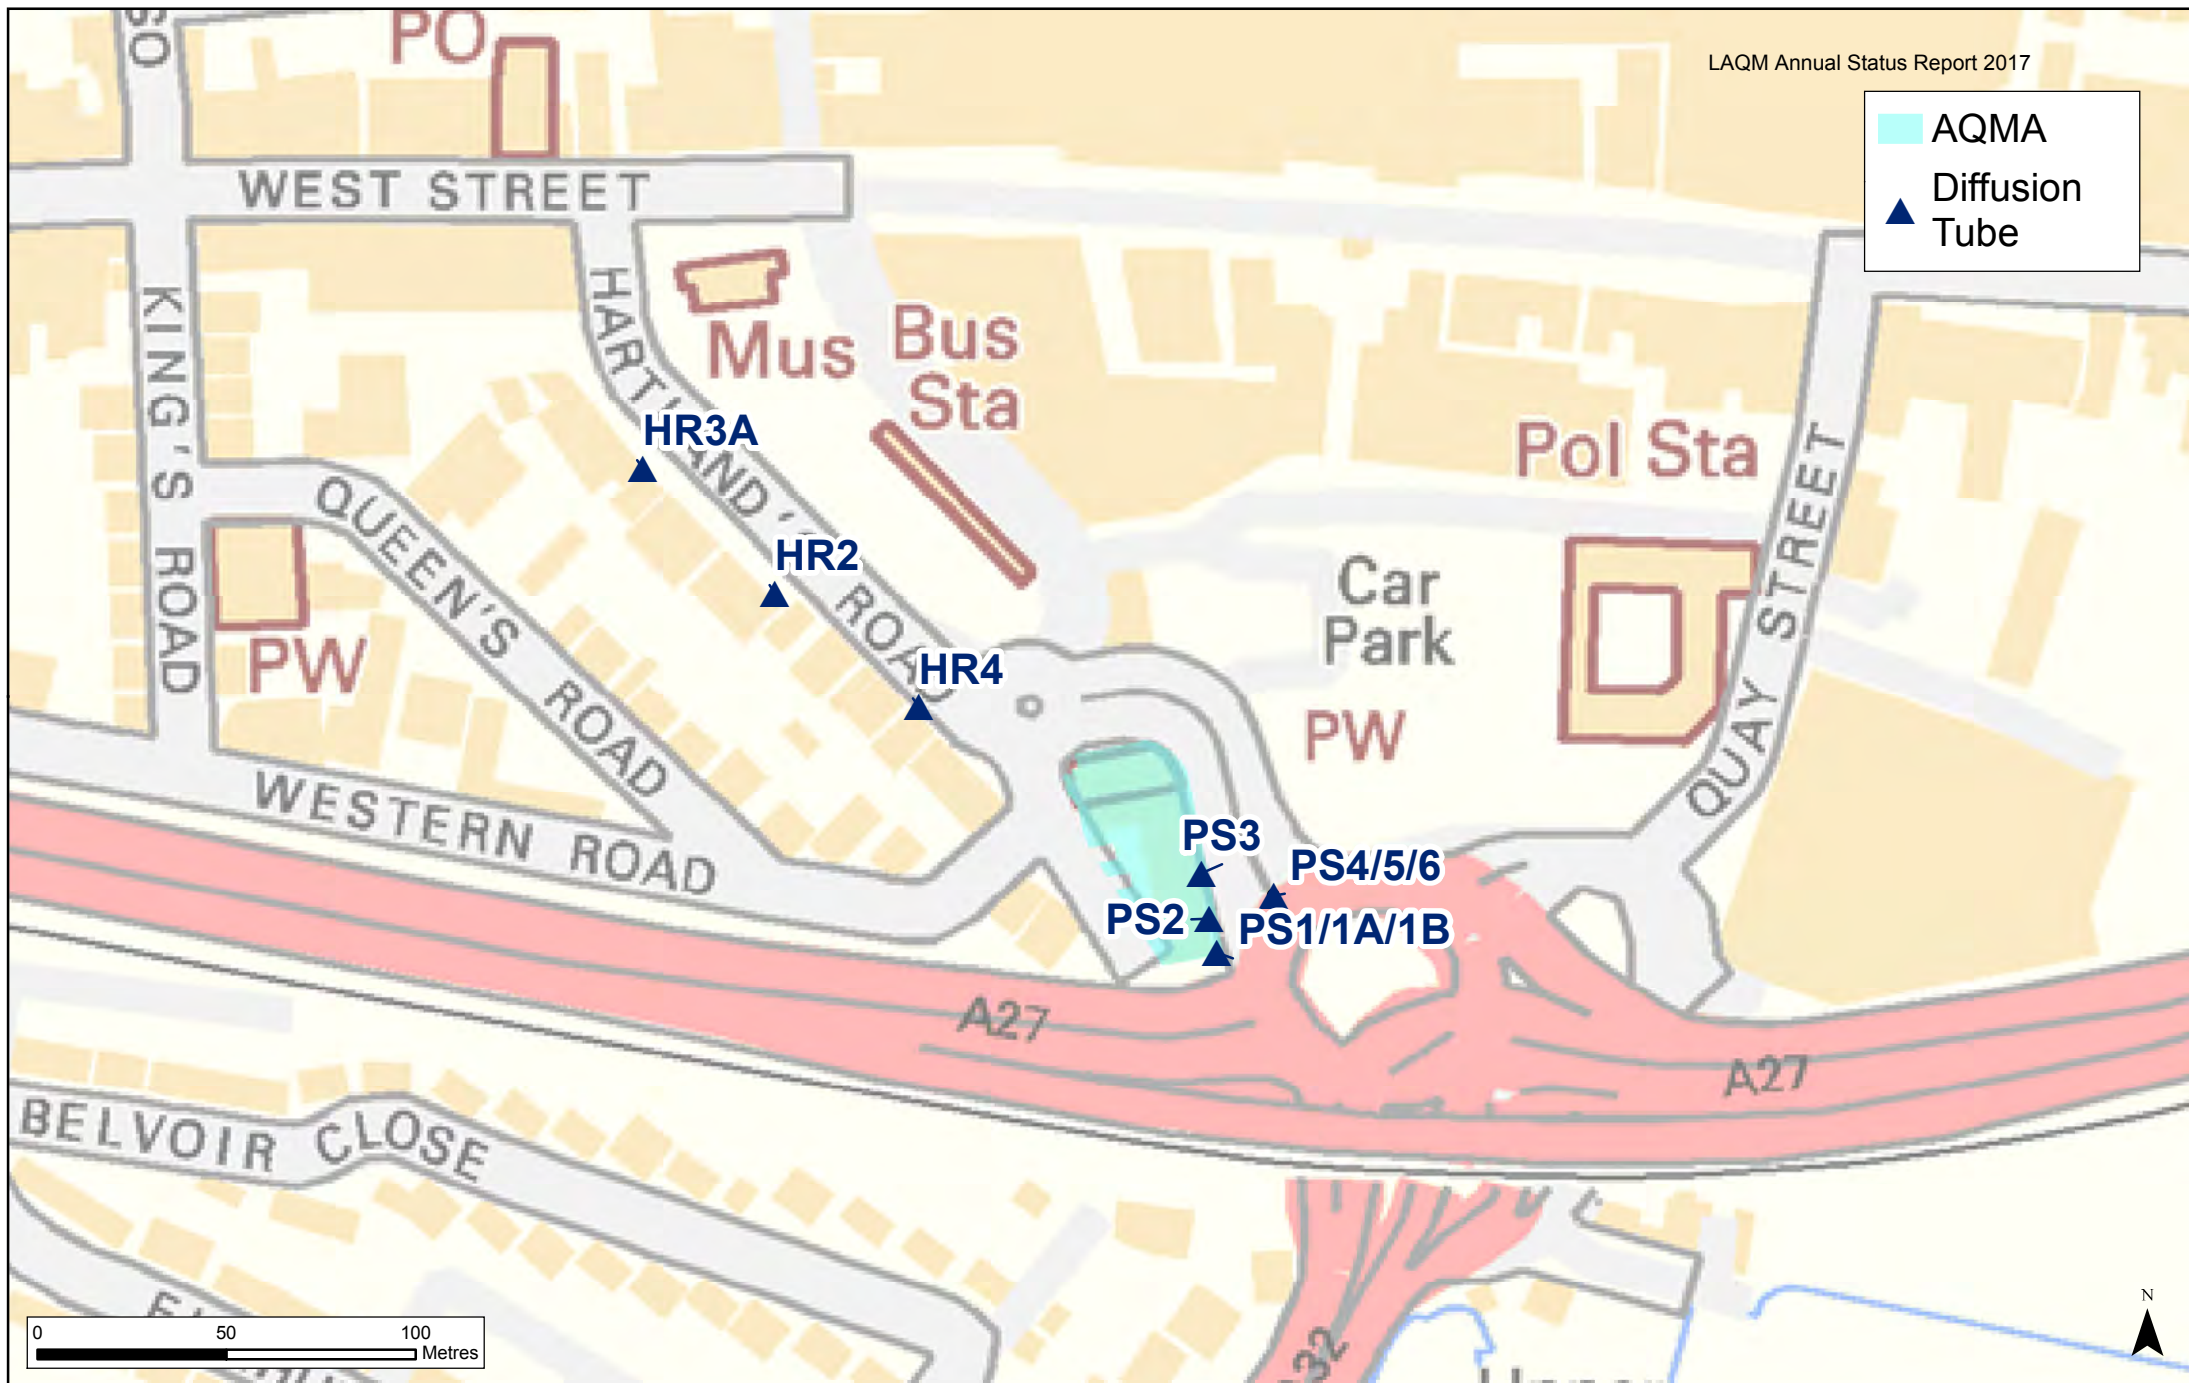 LAQM Annual Status Report 2017
AQMA
Diffusion
Tube
SO
PO
WEST STREET
KING'S ROAD
Mus
Bus
Sta
HR3A
Pol Sta
QUEEN'S ROAD
HR2
Car
Park
QUAY STREET
PW
HR4
PW
WESTERN ROAD
PS3
PS4/5/6
PS2
PS1/1A/1B
A27
A27
BELVOIR CLOSE
32
N
0 50 100
Metres